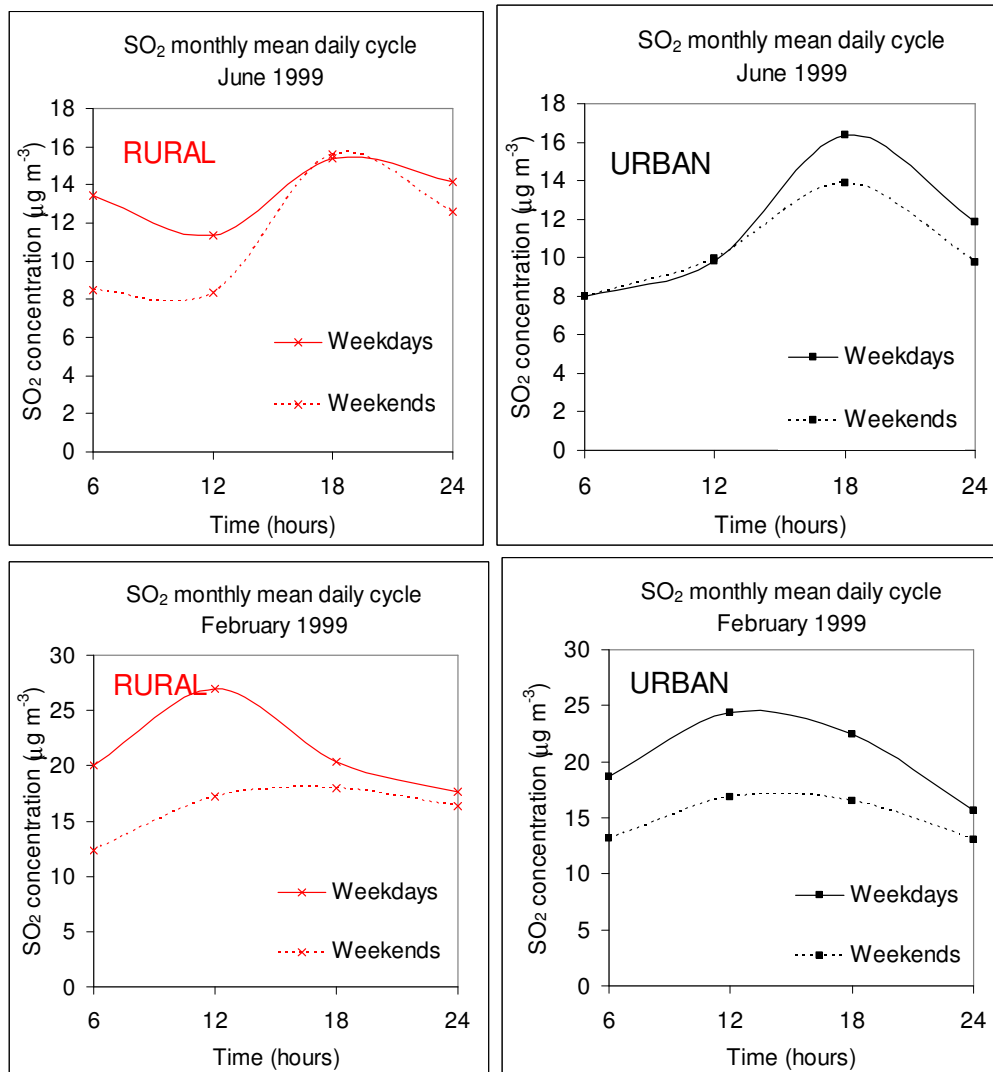 SO₂ monthly mean daily cycle
June 1999
RURAL
SO₂ concentration (µg m⁻³)
18
16
14
12
10
8
6
4
2
0
Weekdays
Weekends
6 12 18 24
Time (hours)
SO₂ monthly mean daily cycle
June 1999
URBAN
SO₂ concentration (µg m⁻³)
18
16
14
12
10
8
6
4
2
0
Weekdays
Weekends
6 12 18 24
Time (hours)
SO₂ monthly mean daily cycle
February 1999
RURAL
SO₂ concentration (µg m⁻³)
30
25
20
15
10
5
0
Weekdays
Weekends
6 12 18 24
Time (hours)
SO₂ monthly mean daily cycle
February 1999
URBAN
SO₂ concentration (µg m⁻³)
30
25
20
15
10
5
0
Weekdays
Weekends
6 12 18 24
Time (hours)